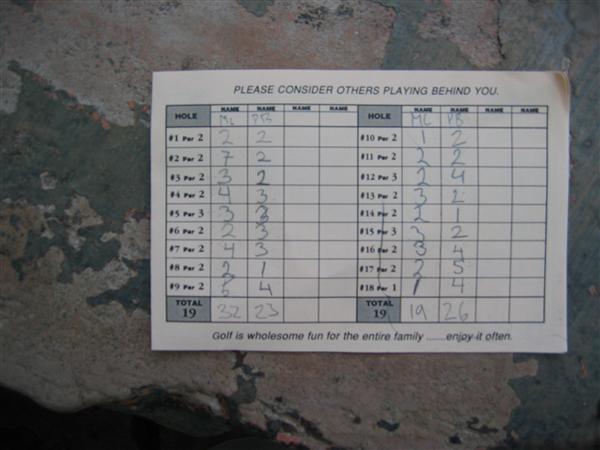 PLEASE CONSIDER OTHERS PLAYING BEHIND YOU.
HOLE NAME NAME NAME NAME HOLE NAME NAME NAME NAME
ML PB ML PB
#1 Par 2 2 2 #10 Par 2 1 2
#2 Par 2 7 2 #11 Par 2 2 2
#3 Par 2 3 2 #12 Par 3 2 4
#4 Par 2 4 3 #13 Par 2 3 2
#5 Par 3 3 3 #14 Par 2 2 1
#6 Par 2 2 3 #15 Par 3 3 2
#7 Par 2 4 3 #16 Par 2 3 4
#8 Par 2 2 1 #17 Par 2 2 5
#9 Par 2 5 4 #18 Par 1 1 4
TOTAL 19 32 23 TOTAL 19 19 26
Golf is wholesome fun for the entire family ......enjoy it often.